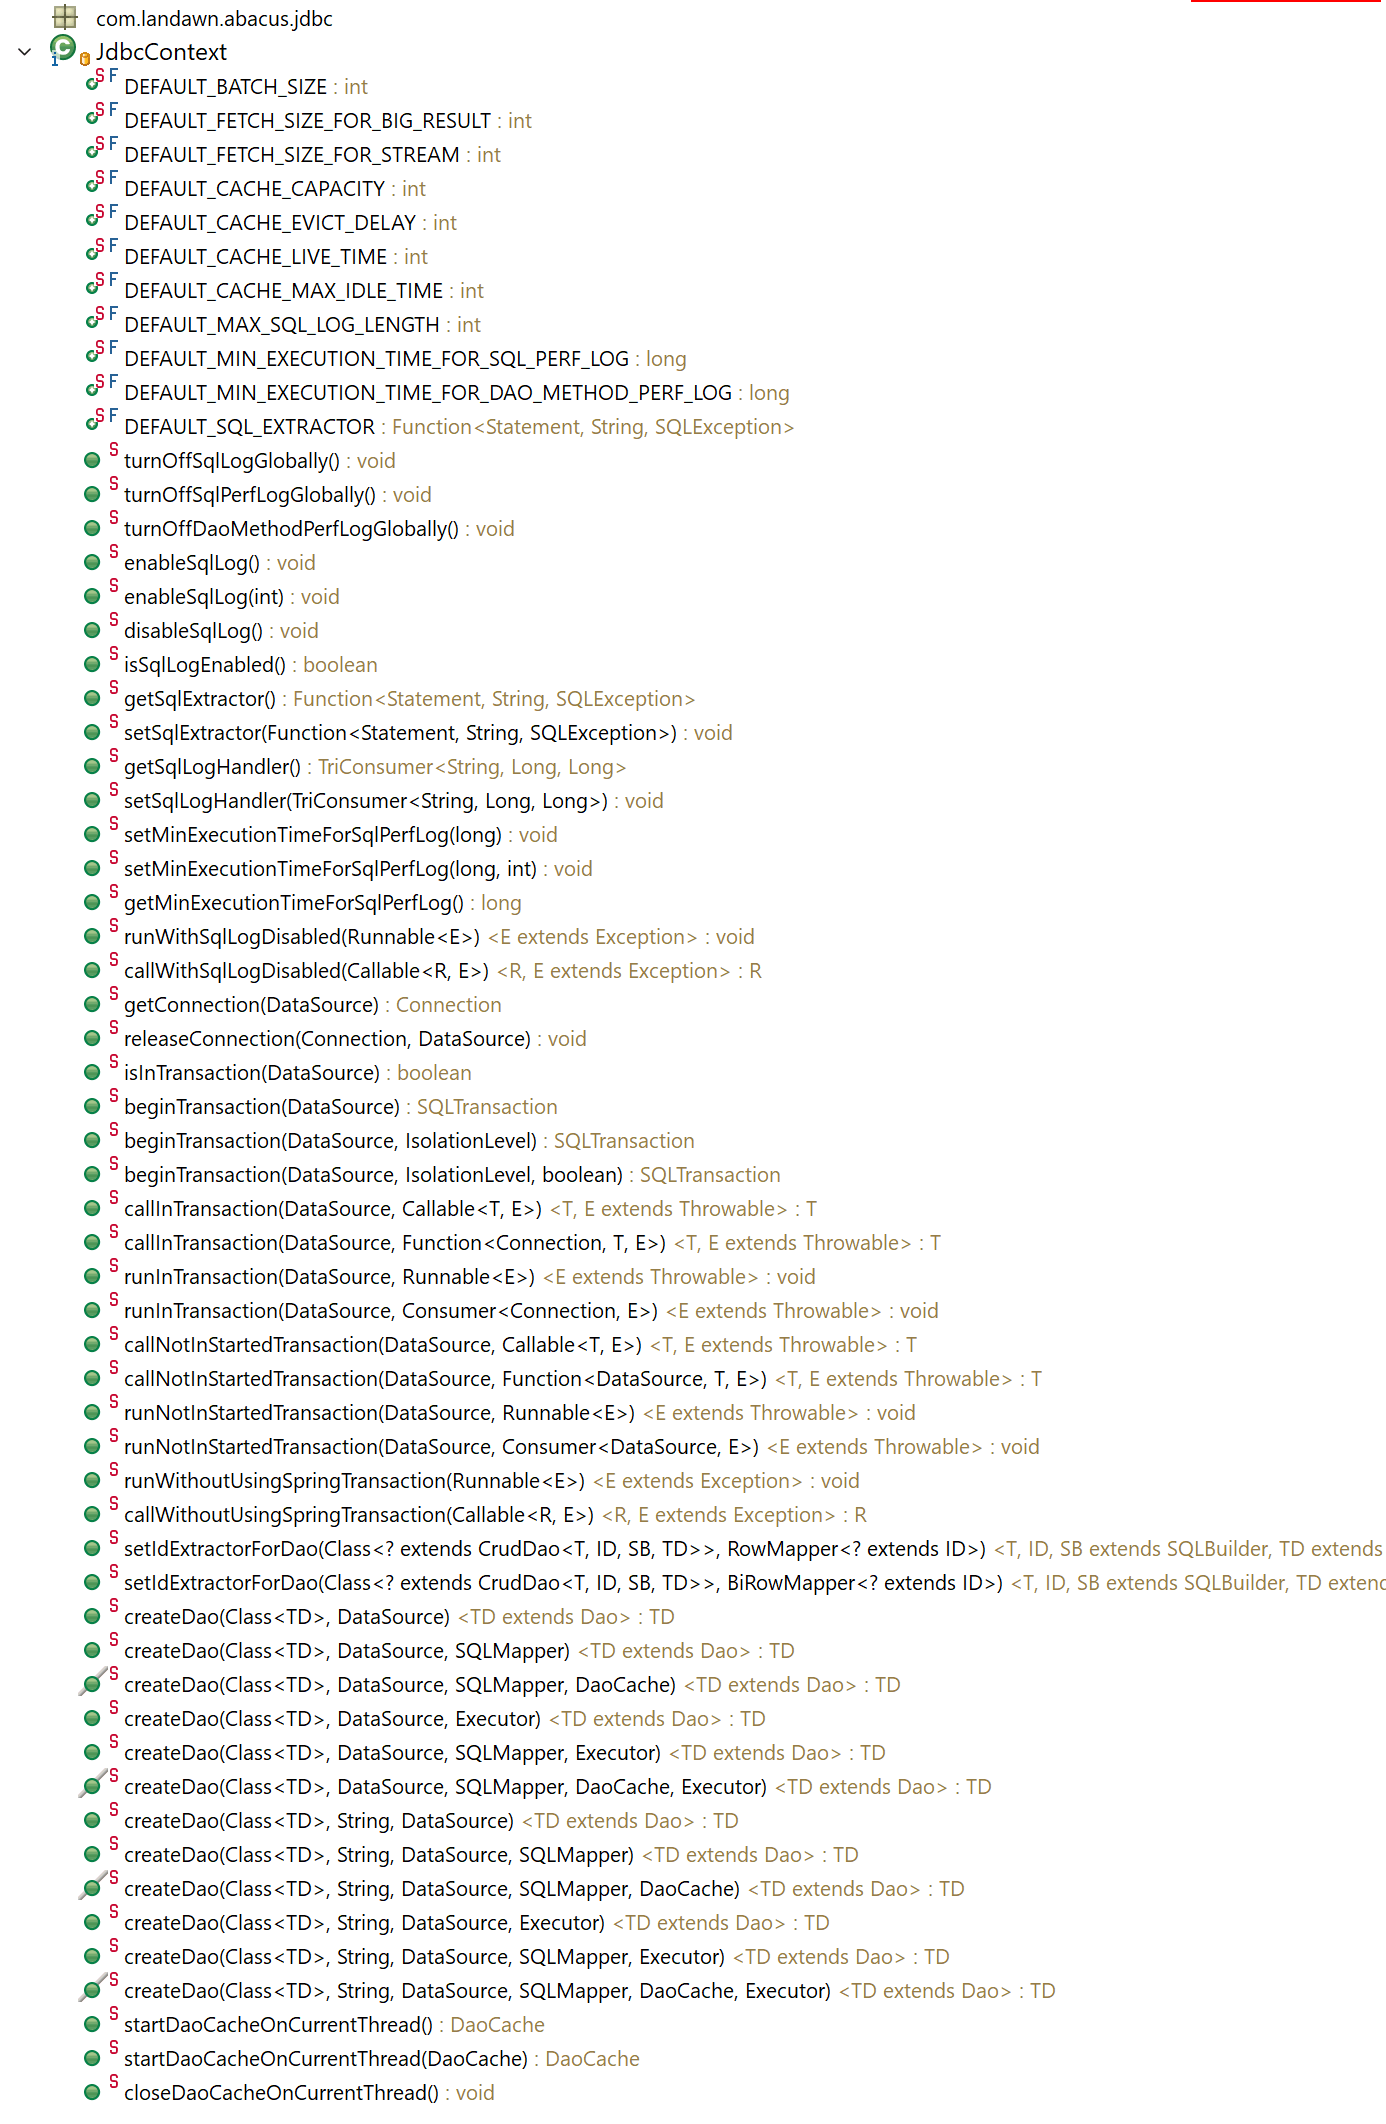 com.landawn.abacus.jdbc
JdbcContext
DEFAULT_BATCH_SIZE : int
DEFAULT_FETCH_SIZE_FOR_BIG_RESULT : int
DEFAULT_FETCH_SIZE_FOR_STREAM : int
DEFAULT_CACHE_CAPACITY : int
DEFAULT_CACHE_EVICT_DELAY : int
DEFAULT_CACHE_LIVE_TIME : int
DEFAULT_CACHE_MAX_IDLE_TIME : int
DEFAULT_MAX_SQL_LOG_LENGTH : int
DEFAULT_MIN_EXECUTION_TIME_FOR_SQL_PERF_LOG : long
DEFAULT_MIN_EXECUTION_TIME_FOR_DAO_METHOD_PERF_LOG : long
DEFAULT_SQL_EXTRACTOR : Function<Statement, String, SQLException>
turnOffSqlLogGlobally() : void
turnOffSqlPerfLogGlobally() : void
turnOffDaoMethodPerfLogGlobally() : void
enableSqlLog() : void
enableSqlLog(int) : void
disableSqlLog() : void
isSqlLogEnabled() : boolean
getSqlExtractor() : Function<Statement, String, SQLException>
setSqlExtractor(Function<Statement, String, SQLException>) : void
getSqlLogHandler() : TriConsumer<String, Long, Long>
setSqlLogHandler(TriConsumer<String, Long, Long>) : void
setMinExecutionTimeForSqlPerfLog(long) : void
setMinExecutionTimeForSqlPerfLog(long, int) : void
getMinExecutionTimeForSqlPerfLog() : long
runWithSqlLogDisabled(Runnable<E>) <E extends Exception> : void
callWithSqlLogDisabled(Callable<R, E>) <R, E extends Exception> : R
getConnection(DataSource) : Connection
releaseConnection(Connection, DataSource) : void
isInTransaction(DataSource) : boolean
beginTransaction(DataSource) : SQLTransaction
beginTransaction(DataSource, IsolationLevel) : SQLTransaction
beginTransaction(DataSource, IsolationLevel, boolean) : SQLTransaction
callInTransaction(DataSource, Callable<T, E>) <T, E extends Throwable> : T
callInTransaction(DataSource, Function<Connection, T, E>) <T, E extends Throwable> : T
runInTransaction(DataSource, Runnable<E>) <E extends Throwable> : void
runInTransaction(DataSource, Consumer<Connection, E>) <E extends Throwable> : void
callNotInStartedTransaction(DataSource, Callable<T, E>) <T, E extends Throwable> : T
callNotInStartedTransaction(DataSource, Function<DataSource, T, E>) <T, E extends Throwable> : T
runNotInStartedTransaction(DataSource, Runnable<E>) <E extends Throwable> : void
runNotInStartedTransaction(DataSource, Consumer<DataSource, E>) <E extends Throwable> : void
runWithoutUsingSpringTransaction(Runnable<E>) <E extends Exception> : void
callWithoutUsingSpringTransaction(Callable<R, E>) <R, E extends Exception> : R
setIdExtractorForDao(Class<? extends CrudDao<T, ID, SB, TD>>, RowMapper<? extends ID>) <T, ID, SB extends SQLBuilder, TD extends
setIdExtractorForDao(Class<? extends CrudDao<T, ID, SB, TD>>, BiRowMapper<? extends ID>) <T, ID, SB extends SQLBuilder, TD
createDao(Class<TD>, DataSource) <TD extends Dao> : TD
createDao(Class<TD>, DataSource, SQLMapper) <TD extends Dao> : TD
createDao(Class<TD>, DataSource, SQLMapper, DaoCache) <TD extends Dao> : TD
createDao(Class<TD>, DataSource, Executor) <TD extends Dao> : TD
createDao(Class<TD>, DataSource, SQLMapper, Executor) <TD extends Dao> : TD
createDao(Class<TD>, DataSource, SQLMapper, DaoCache, Executor) <TD extends Dao> : TD
createDao(Class<TD>, String, DataSource) <TD extends Dao> : TD
createDao(Class<TD>, String, DataSource, SQLMapper) <TD extends Dao> : TD
createDao(Class<TD>, String, DataSource, SQLMapper, DaoCache) <TD extends Dao> : TD
createDao(Class<TD>, String, DataSource, Executor) <TD extends Dao> : TD
createDao(Class<TD>, String, DataSource, SQLMapper, Executor) <TD extends Dao> : TD
createDao(Class<TD>, String, DataSource, SQLMapper, DaoCache, Executor) <TD extends Dao> : TD
startDaoCacheOnCurrentThread() : DaoCache
startDaoCacheOnCurrentThread(DaoCache) : DaoCache
closeDaoCacheOnCurrentThread() : void